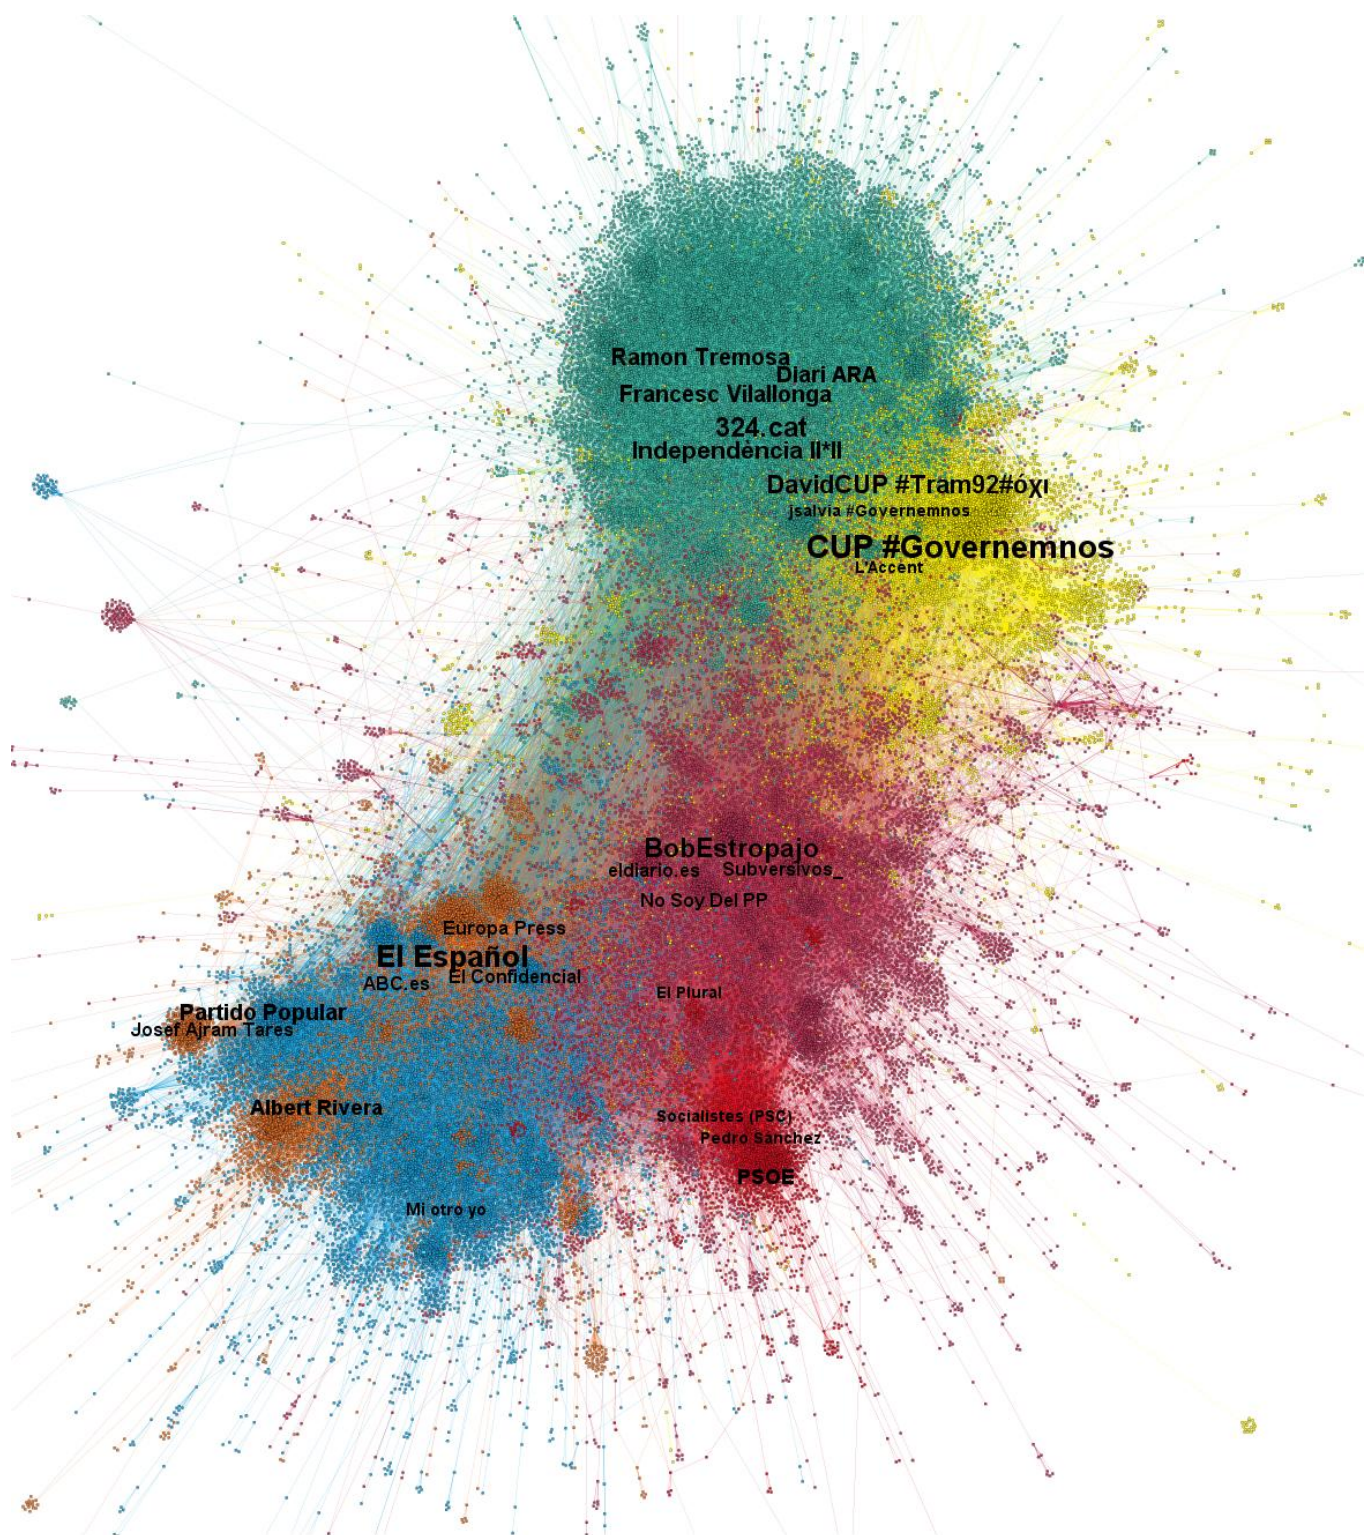 Ramon Tremosa
Diari ARA
Francesc Vilallonga
324.cat
Independència II*II
DavidCUP #Tram92#όχι
jsalvia #Governemnos
CUP #Governemnos
L'Accent
BobEstropajo
eldiario.es
Subversivos_
No Soy Del PP
Europa Press
El Español
El Confidencial
ABC.es
El Plural
Partido Popular
Josef Ajram Tares
Albert Rivera
Socialistes (PSC)
Pedro Sánchez
PSOE
Mi otro yo